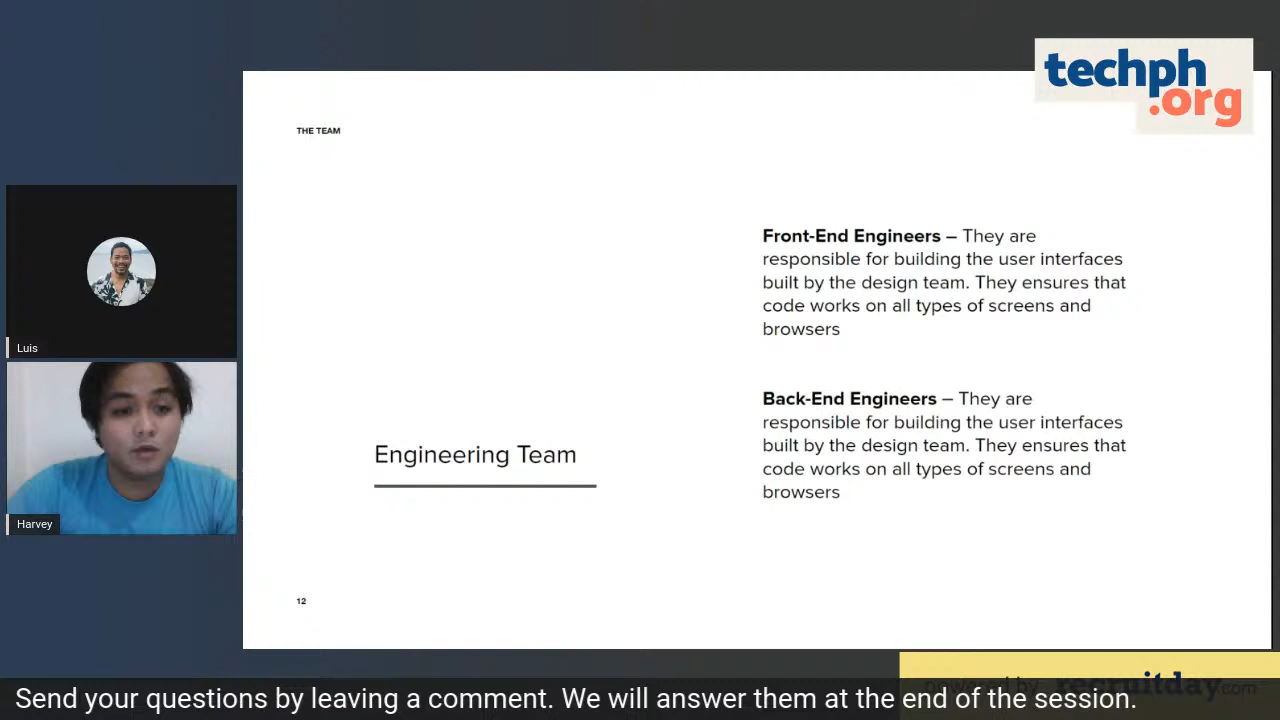 techph
.org
THE TEAM
Front-End Engineers – They are
responsible for building the user interfaces
built by the design team. They ensures that
code works on all types of screens and
browsers
Back-End Engineers – They are
responsible for building the user interfaces
built by the design team. They ensures that
code works on all types of screens and
browsers
Engineering Team
12
Luis
Harvey
powered by recruitday.com
Send your questions by leaving a comment. We will answer them at the end of the session.